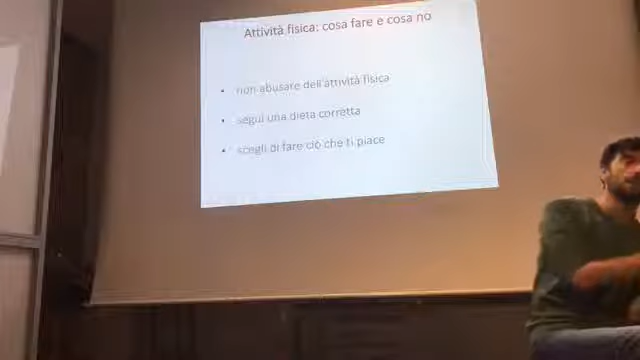 Attività fisica: cosa fare e cosa no
• non abusare dell'attività fisica
• segui una dieta corretta
• scegli di fare ciò che ti piace